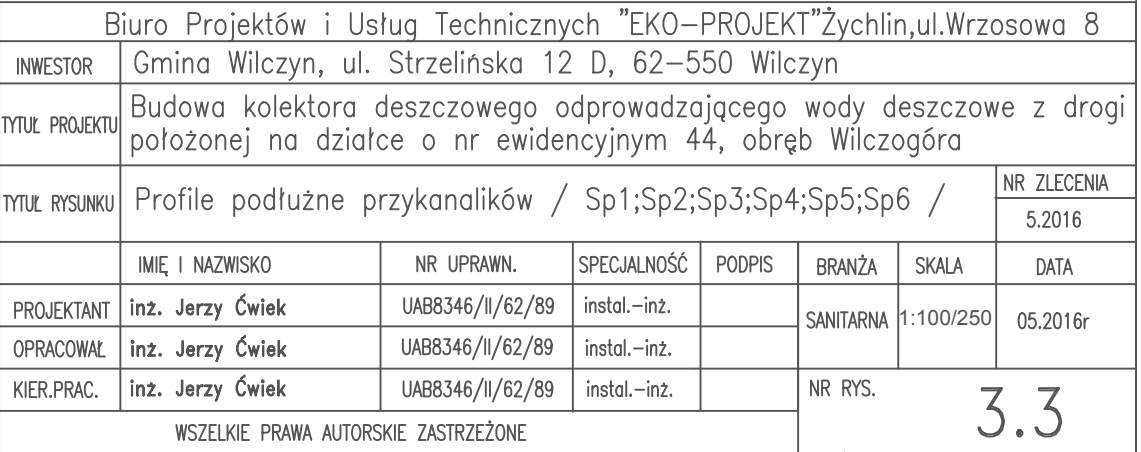 Biuro Projektów i Usług Technicznych "EKO-PROJEKT"Żychlin,ul.Wrzosowa 8
INWESTOR Gmina Wilczyn, ul. Strzelińska 12 D, 62-550 Wilczyn
TYTUŁ PROJEKTU Budowa kolektora deszczowego odprowadzającego wody deszczowe z drogi
położonej na działce o nr ewidencyjnym 44, obręb Wilczogóra
TYTUŁ RYSUNKU Profile podłużne przykanalików / Sp1;Sp2;Sp3;Sp4;Sp5;Sp6 /
NR ZLECENIA
5.2016
IMIĘ I NAZWISKO NR UPRAWN. SPECJALNOŚĆ PODPIS BRANŻA SKALA DATA
PROJEKTANT inż. Jerzy Ćwiek UAB8346/II/62/89 instal.-inż. SANITARNA 1:100/250 05.2016r
OPRACOWAŁ inż. Jerzy Ćwiek UAB8346/II/62/89 instal.-inż.
KIER.PRAC. inż. Jerzy Ćwiek UAB8346/II/62/89 instal.-inż. NR RYS. 3.3
WSZELKIE PRAWA AUTORSKIE ZASTRZEŻONE